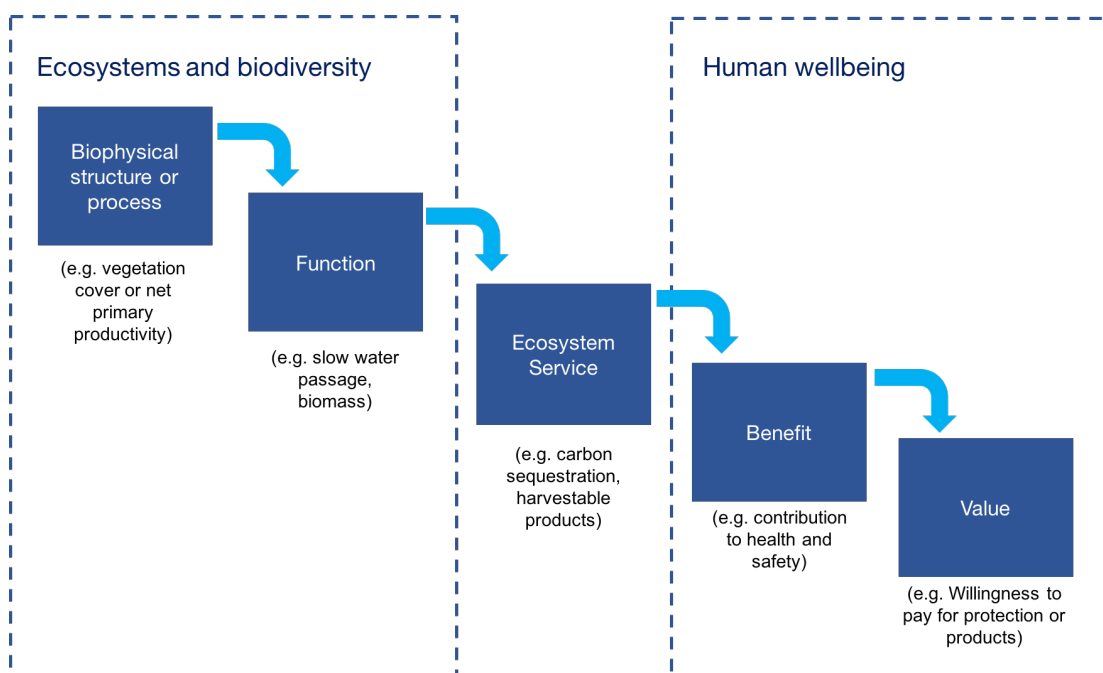 Ecosystems and biodiversity
Human wellbeing
Biophysical
structure or
process
(e.g. vegetation
cover or net
primary
productivity)
Function
(e.g. slow water
passage,
biomass)
Ecosystem
Service
(e.g. carbon
sequestration,
harvestable
products)
Benefit
(e.g. contribution
to health and
safety)
Value
(e.g. Willingness to
pay for protection or
products)